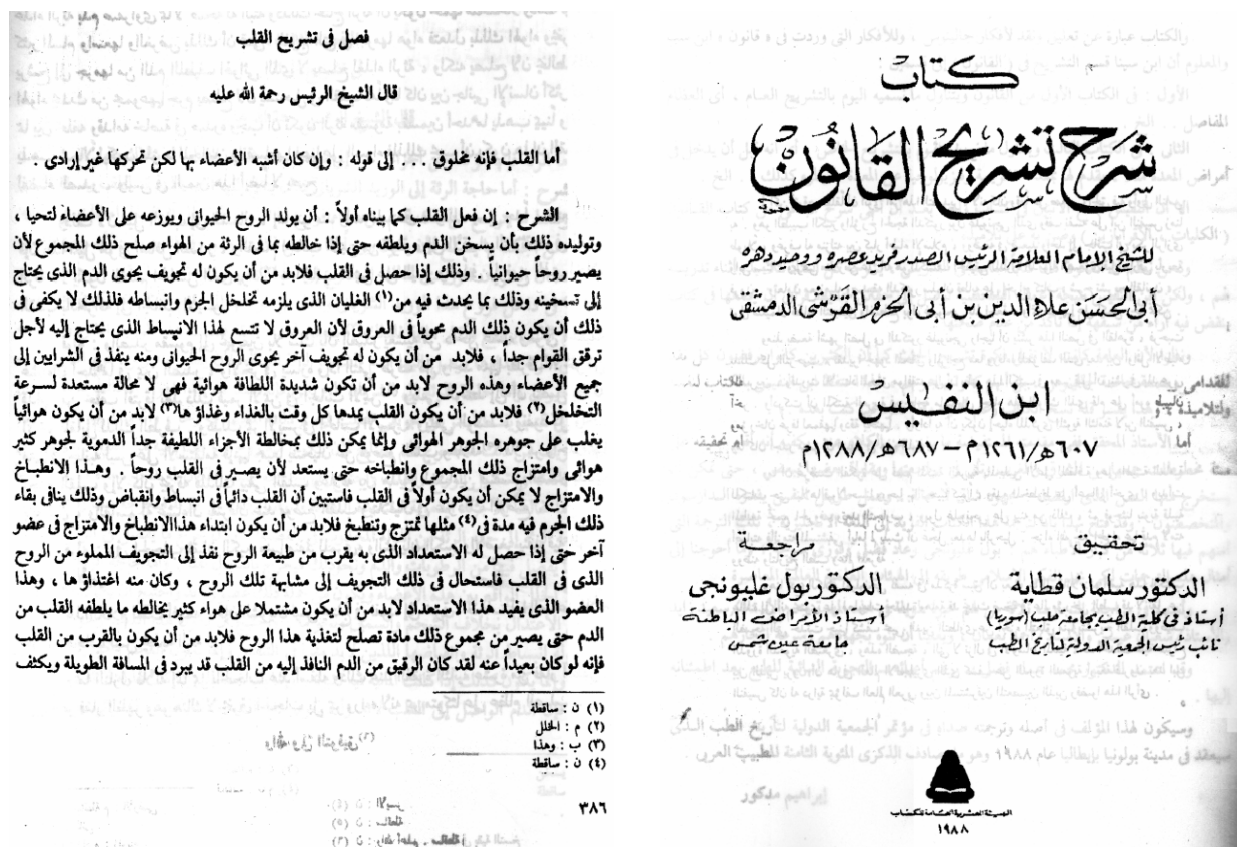 كتاب
شرح تشريح القانون
للشيخ الإمام العلامة الرئيس الصدر فريد عصره ووحيد دهره
أبى الحسن علاء الدين بن أبى الحزم القرشى الدمشقى
ابن النفيس
٦٠٧هـ/١٢٦١م - ٦٨٧هـ/١٢٨٨م
تحقيق
مراجعة
الدكتور سلمان قطاية
الدكتور بول غليونجى
أستاذ فى كلية الطب بجامعة حلب (سوريا)
أستاذ الأمراض الباطنة
نائب رئيس الجمعية الدولية لتاريخ الطب
جامعة عين شمس
الهيئة المصرية العامة للكتاب
١٩٨٨
فصل فى تشريح القلب
قال الشيخ الرئيس رحمة الله عليه
أما القلب فإنه مخلوق . . . إلى قوله : وإن كان أشبه الأعضاء بها لكن تحركها غير إرادى .
الشرح : إن فعل القلب كما بيناه أولاً : أن يولد الروح الحيوانى ويوزعه على الأعضاء لتحيا ،
وتوليده ذلك بأن يسخن الدم ويلطفه حتى إذا خالطه بما فى الرئة من الهواء صلح ذلك المجموع لأن
يصير روحاً حيوانياً . وذلك إذا حصل فى القلب فلابد من أن يكون له تجويف يحوى الدم الذى يحتاج
إلى تسخينه وذلك بما يحدث فيه من(١) الغليان الذى يلزمه تخلخل الجرم وانبساطه فلذلك لا يكفى فى
ذلك أن يكون ذلك الدم محوياً فى العروق لأن العروق لا تتسع لهذا الانبساط الذى يحتاج إليه لأجل
ترقق القوام جداً ، فلابد من أن يكون له تجويف آخر يحوى الروح الحيوانى ومنه ينفذ فى الشرايين إلى
جميع الأعضاء وهذه الروح لابد من أن تكون شديدة اللطافة هوائية فهى لا محالة مستعدة لسرعة
التخلخل(٢) فلابد من أن يكون القلب يمدها كل وقت بالغذاء وغذاؤها(٣) لابد من أن يكون هوائياً
يغلب على جوهره الجوهر الهوائى وإنما يمكن ذلك بمخالطة الأجزاء اللطيفة جداً الدموية لجوهر كثير
هوائى وامتزاج ذلك المجموع وانطباخه حتى يستعد لأن يصير فى القلب روحاً . وهذا الانطباخ
والامتزاج لا يمكن أن يكون أولاً فى القلب فاستبين أن القلب دائماً فى انبساط وانقباض وذلك ينافى بقاء
ذلك الجرم فيه مدة فى(٤) مثلها تمتزج وتنطبخ فلابد من أن يكون ابتداء هذا الانطباخ والامتزاج فى عضو
آخر حتى إذا حصل له الاستعداد الذى به يقرب من طبيعة الروح نفذ إلى التجويف المملوء من الروح
الذى فى القلب فاستحال فى ذلك التجويف إلى مشابهة تلك الروح ، وكان منه اغتذاؤها ، وهذا
العضو الذى يفيد هذا الاستعداد لابد من أن يكون مشتملا على هواء كثير يخالطه ما يلطفه القلب من
الدم حتى يصير من مجموع ذلك مادة تصلح لتغذية هذا الروح فلابد من أن يكون بالقرب من القلب
فإنه لو كان بعيداً عنه لقد كان الرقيق من الدم النافذ إليه من القلب قد يبرد فى المسافة الطويلة ويكثف
(١) ن : ساقطة
(٢) م : الخلل
(٣) ب : وهذا
(٤) ن : ساقطة
٣٨٦